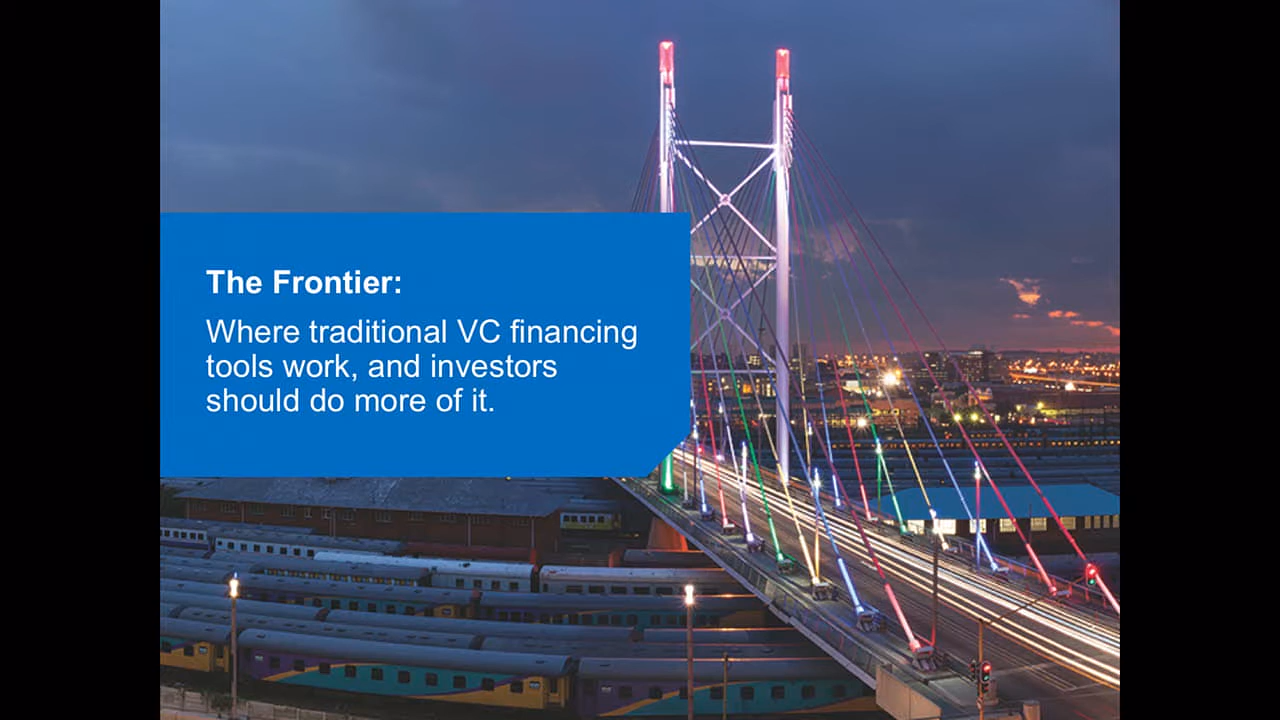 The Frontier:
Where traditional VC financing
tools work, and investors
should do more of it.